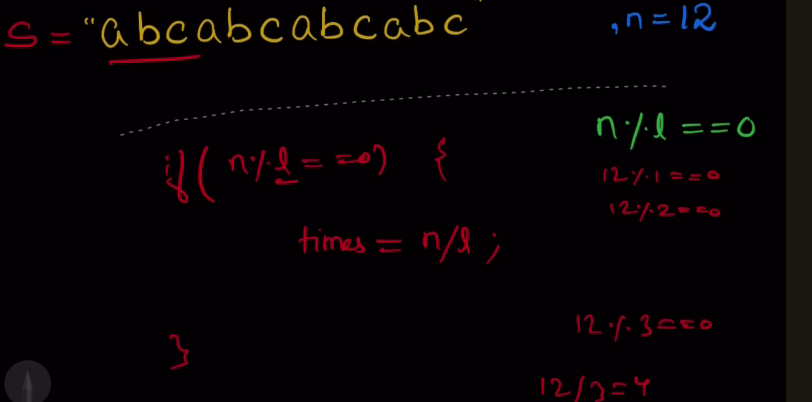 S = "abcabcabcabc" , n = 12
n % l == 0
if ( n % l == =0) {
12 % 1 == 0
12 % 2 == 0
times = n/l ;
12 % 3 == 0
}
12/3 = 4